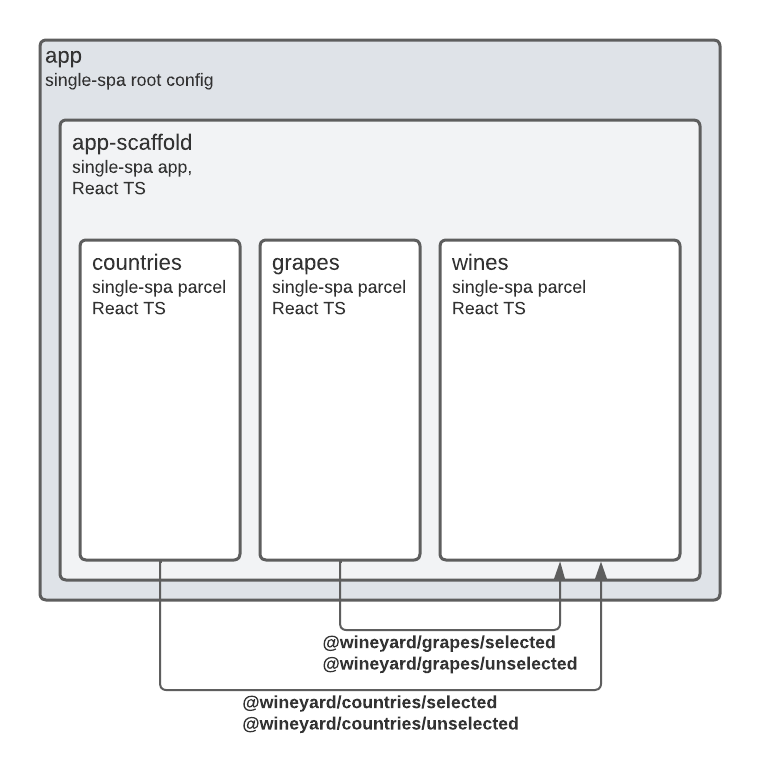 app
single-spa root config
app-scaffold
single-spa app,
React TS
countries
single-spa parcel
React TS
grapes
single-spa parcel
React TS
wines
single-spa parcel
React TS
@wineyard/grapes/selected
@wineyard/grapes/unselected
@wineyard/countries/selected
@wineyard/countries/unselected